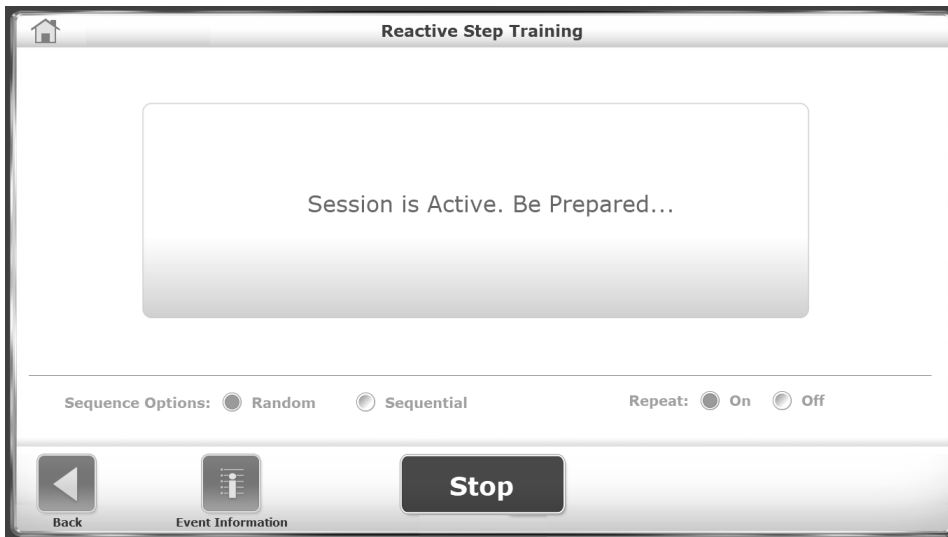 Reactive Step Training
Session is Active. Be Prepared...
Sequence Options: Random Sequential Repeat: On Off
Stop
Back Event Information